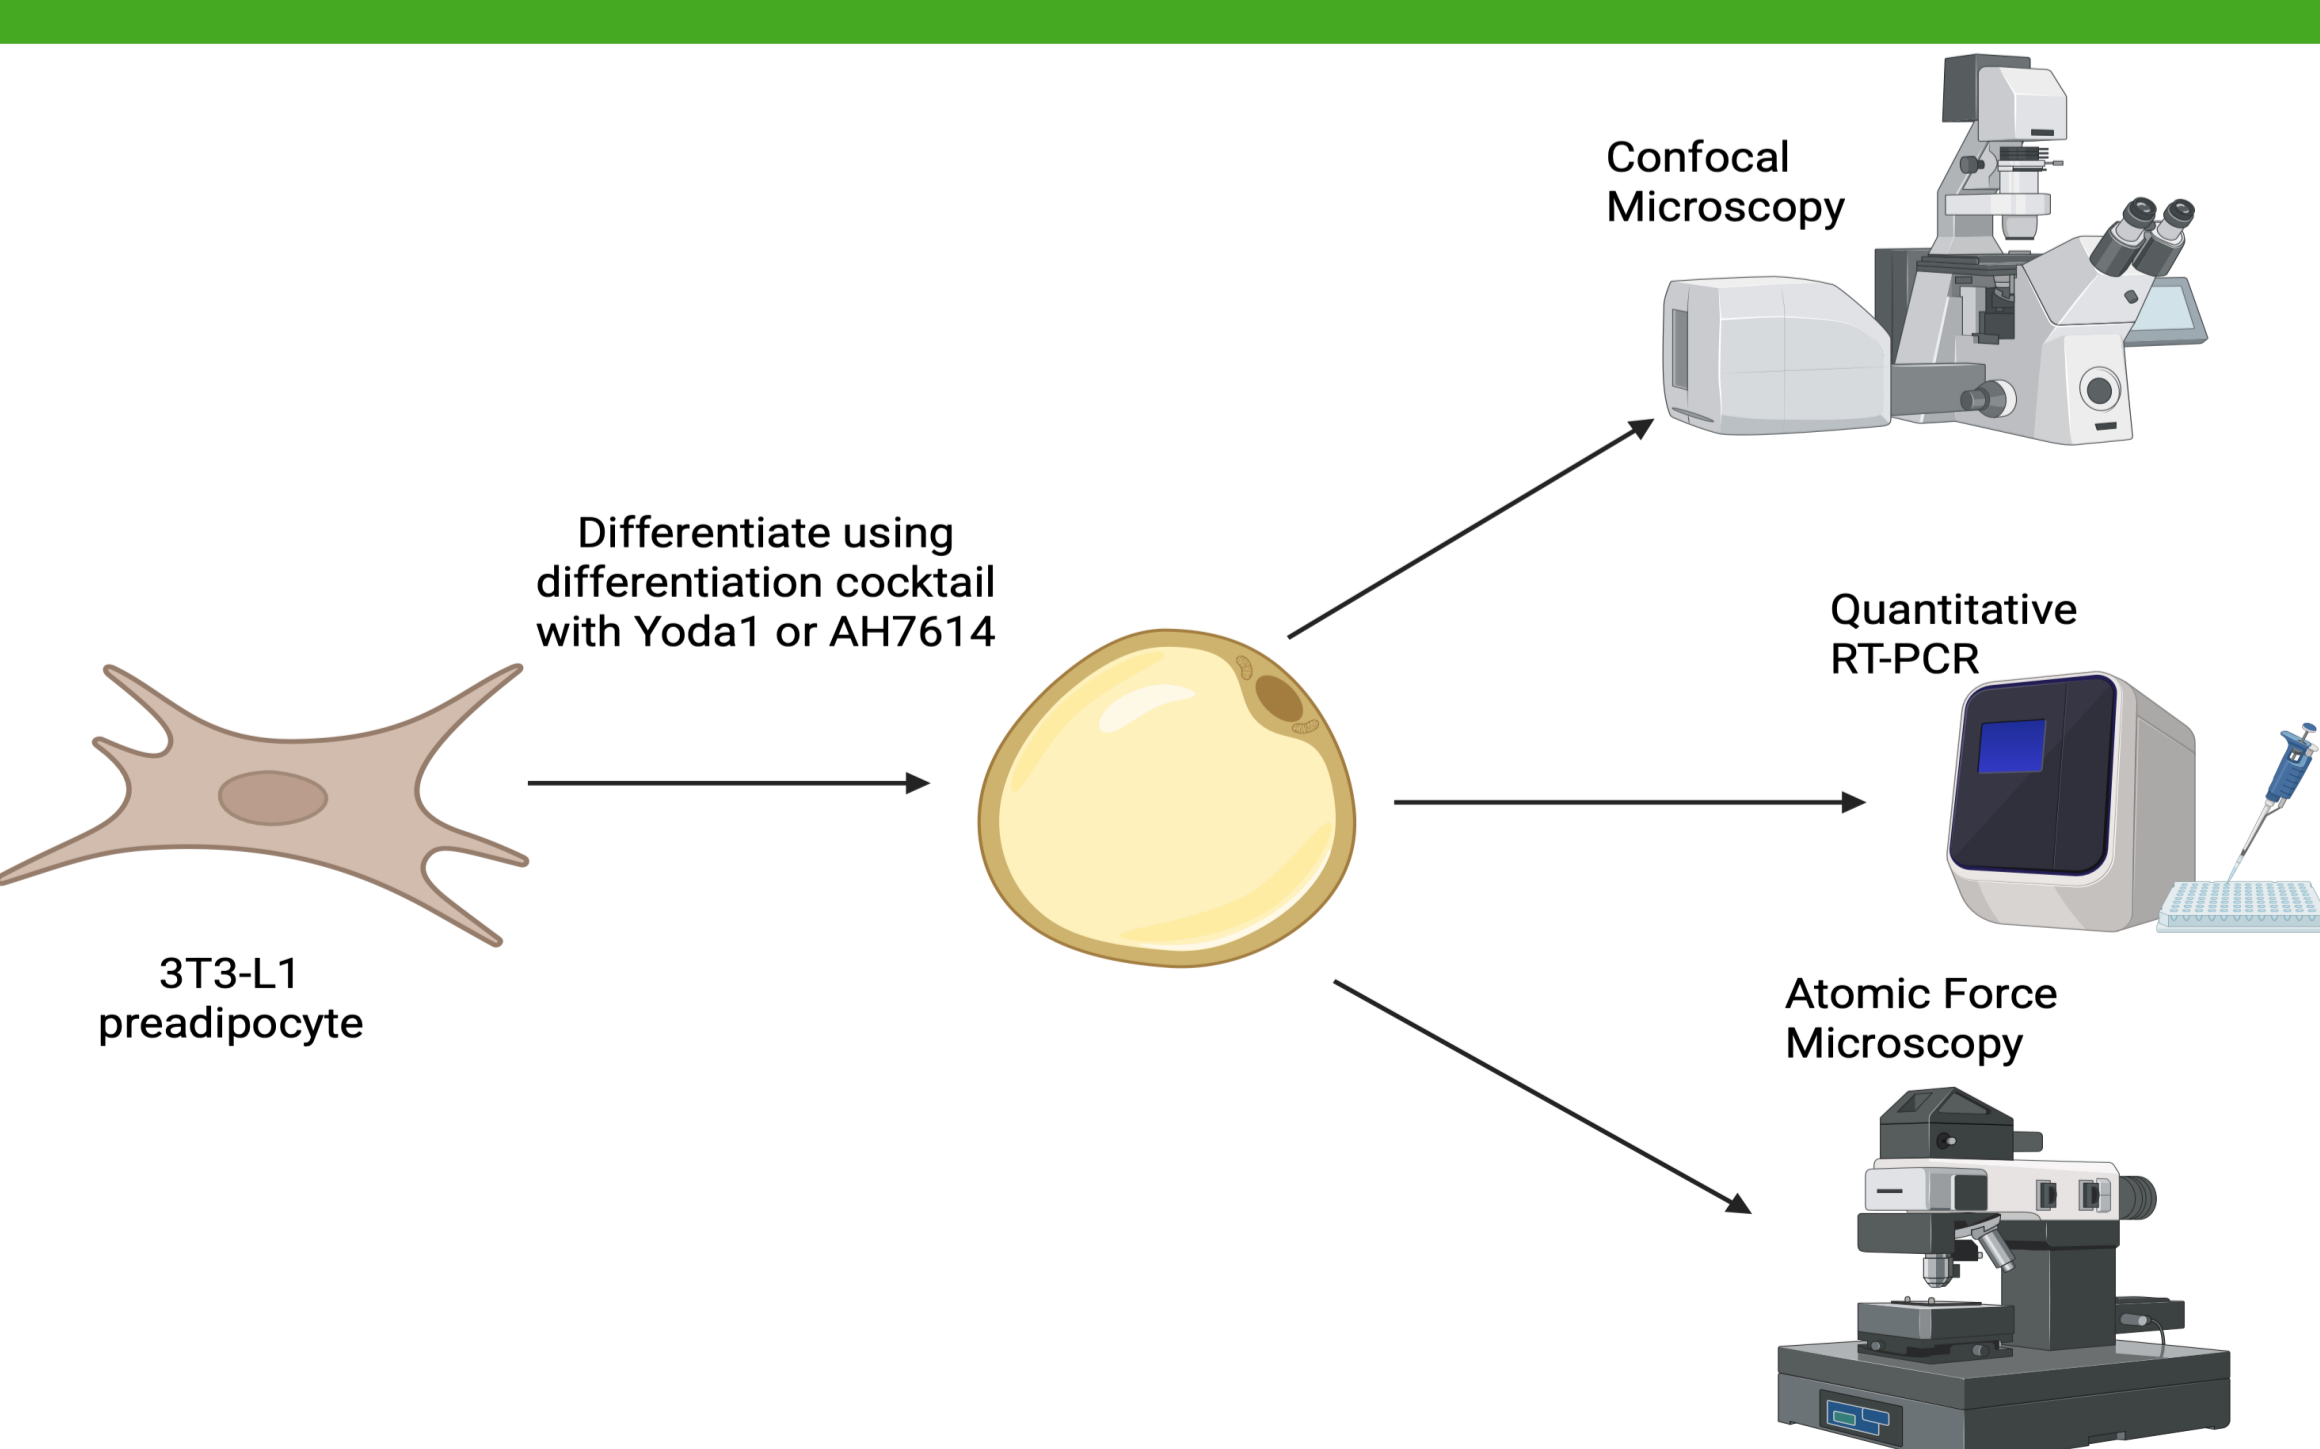 Confocal
Microscopy
Differentiate using
differentiation cocktail
with Yoda1 or AH7614
Quantitative
RT-PCR
3T3-L1
preadipocyte
Atomic Force
Microscopy